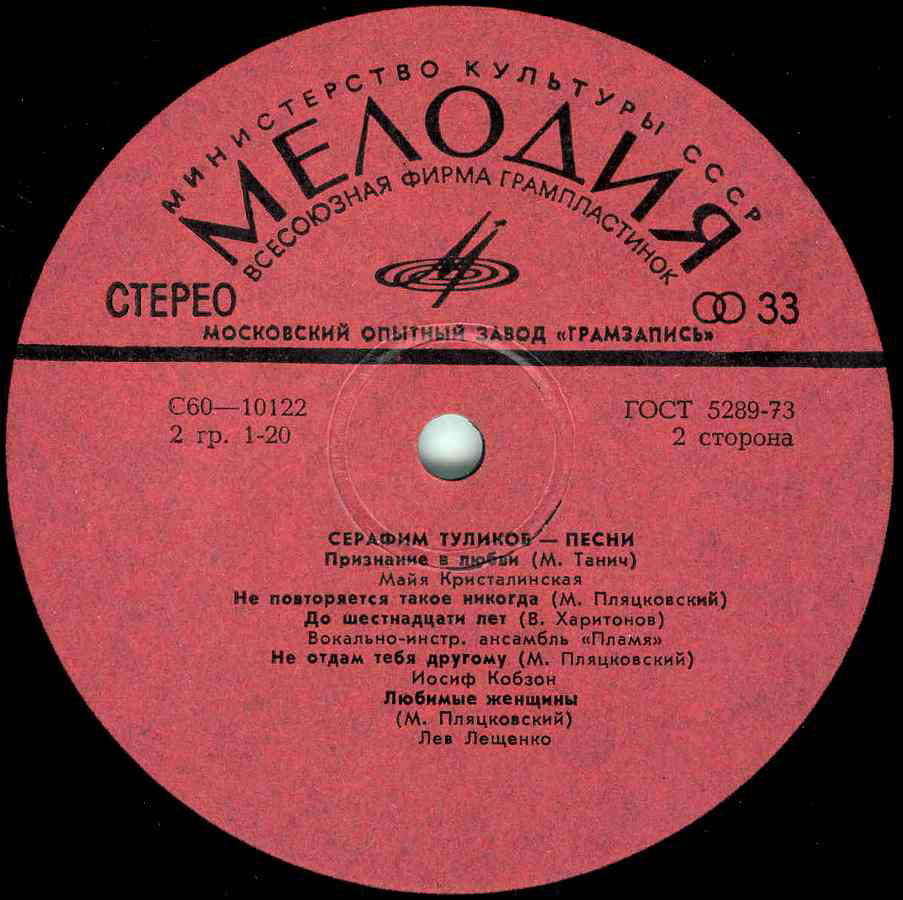 МИНИСТЕРСТВО КУЛЬТУРЫ СССР
МЕЛОДИЯ
ВСЕСОЮЗНАЯ ФИРМА ГРАМПЛАСТИНОК
СТЕРЕО 33
МОСКОВСКИЙ ОПЫТНЫЙ ЗАВОД «ГРАМЗАПИСЬ»
С60—10122 ГОСТ 5289-73
2 гр. 1-20 2 сторона
СЕРАФИМ ТУЛИКОВ — ПЕСНИ
Признание в любви (М. Танич)
Майя Кристалинская
Не повторяется такое никогда (М. Пляцковский)
До шестнадцати лет (В. Харитонов)
Вокально-инстр. ансамбль «Пламя»
Не отдам тебя другому (М. Пляцковский)
Иосиф Кобзон
Любимые женщины
(М. Пляцковский)
Лев Лещенко